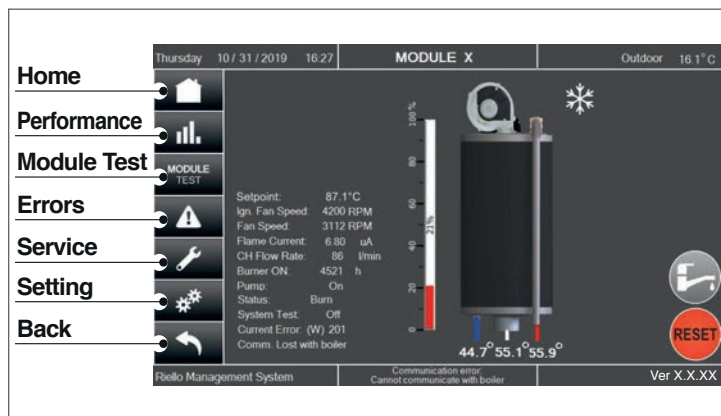 Thursday 10 / 31 / 2019 16:27 MODULE X Outdoor 16.1°C
Home
Performance
Module Test
Errors
Service
Setting
Back
MODULE
TEST
Setpoint: 87.1°C
Ign. Fan Speed: 4200 RPM
Fan Speed: 3112 RPM
Flame Current: 6.80 uA
CH Flow Rate: 86 l/min
Burner ON: 4521 h
Pump: On
Status: Burn
System Test: Off
Current Error: (W) 201
Comm. Lost with boiler
100 %
80
60
40
20
0
21%
44.7° 55.1° 55.9°
RESET
Riello Management System
Communication error:
Cannot communicate with boiler
Ver X.X.XX